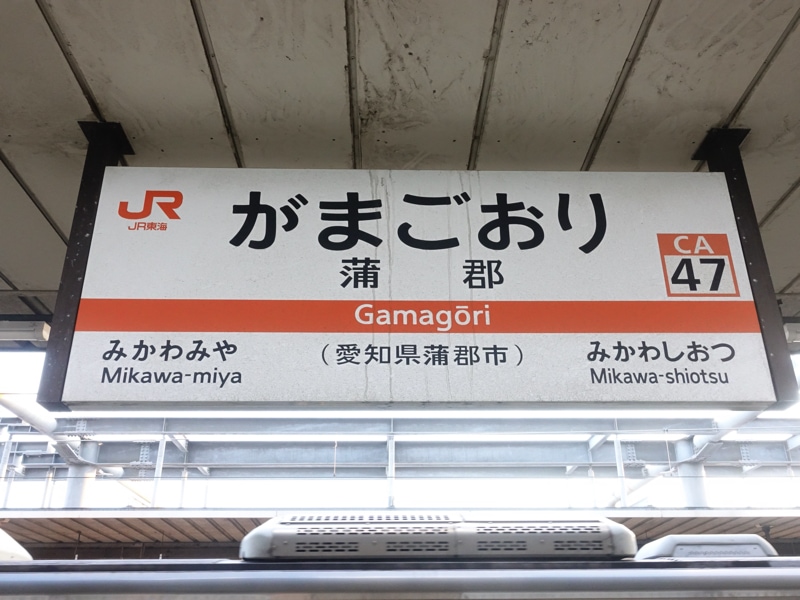 JR
JR東海
がまごおり
蒲郡
CA
47
Gamagōri
みかわみや
Mikawa-miya
（愛知県蒲郡市）
みかわしおつ
Mikawa-shiotsu